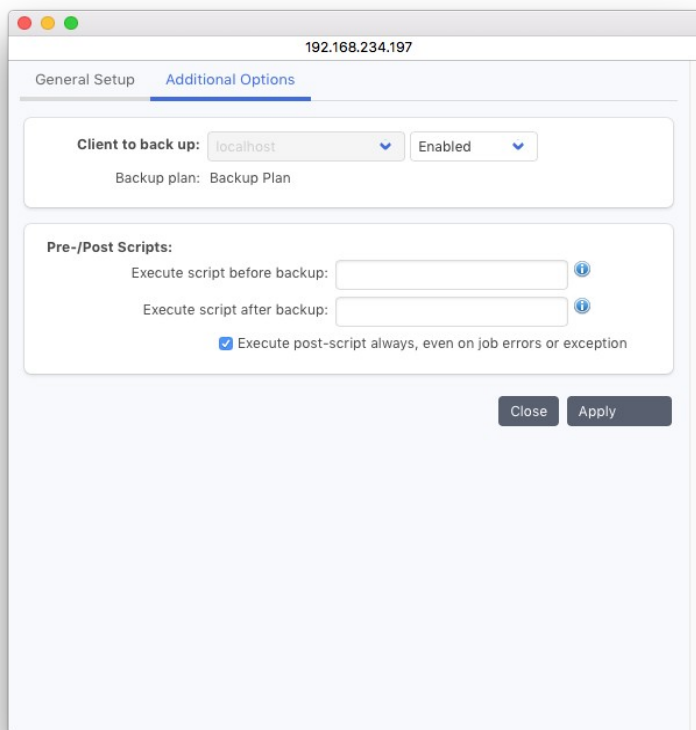 192.168.234.197
General Setup Additional Options
Client to back up: localhost Enabled
Backup plan: Backup Plan
Pre-/Post Scripts:
Execute script before backup:
Execute script after backup:
Execute post-script always, even on job errors or exception
Close Apply